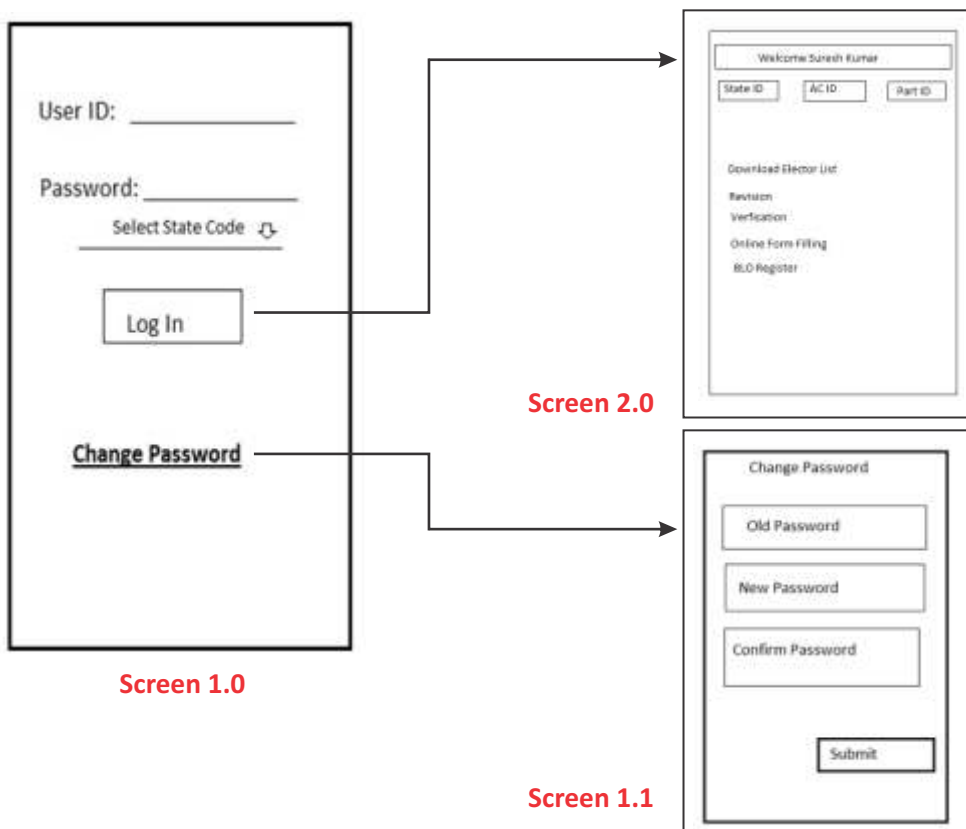 User ID:
Password:
Select State Code
Log In
Change Password
Screen 1.0
Welcome Suresh Kumar
State ID
AC ID
Part ID
Download Elector List
Revision
Verfisation
Online Form Filling
BLO Register
Screen 2.0
Change Password
Old Password
New Password
Confirm Password
Submit
Screen 1.1